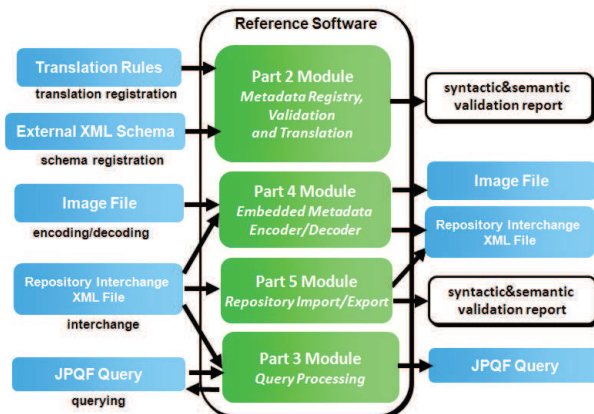 Reference Software
Translation Rules
translation registration
External XML Schema
schema registration
Image File
encoding/decoding
Repository Interchange
XML File
interchange
JPQF Query
querying
Part 2 Module
Metadata Registry,
Validation
and Translation
Part 4 Module
Embedded Metadata
Encoder/Decoder
Part 5 Module
Repository Import/Export
Part 3 Module
Query Processing
syntactic&semantic
validation report
Image File
Repository Interchange
XML File
syntactic&semantic
validation report
JPQF Query